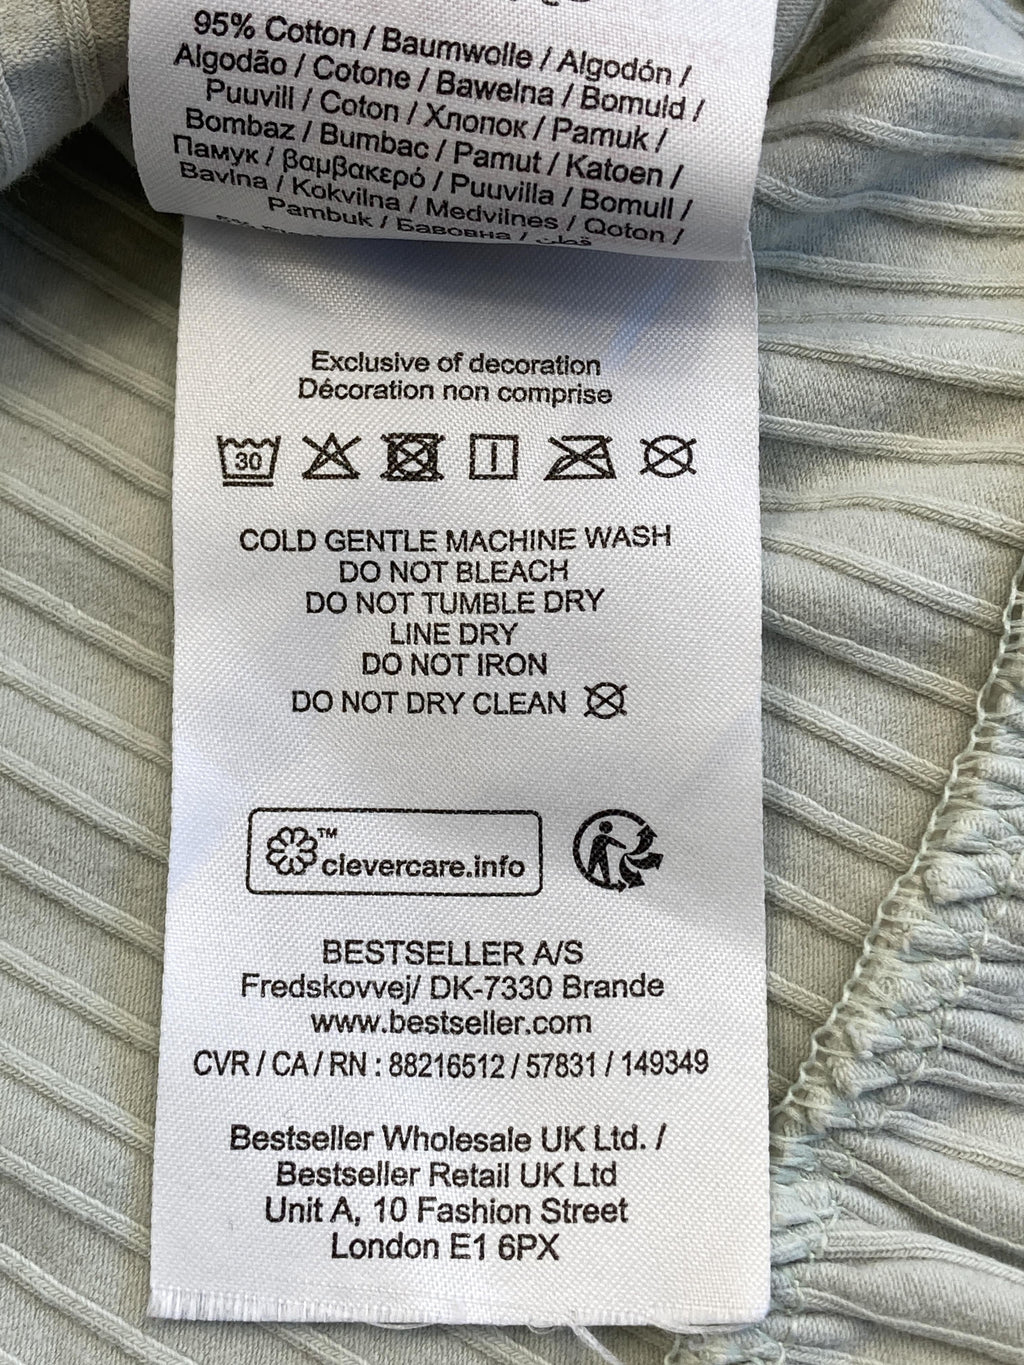 95% Cotton / Baumwolle / Algodón /
Algodão / Cotone / Bawełna / Bomuld /
Puuvill / Coton / Хлопок / Pamuk /
Bombaz / Bumbac / Pamut / Katoen /
Памук / βαμβακερό / Puuvilla / Bomull /
Bavlna / Kokvilna / Medvilnes / Qoton /
Pambuk / Бавовна / قطن
5%
Exclusive of decoration
Décoration non comprise
30
COLD GENTLE MACHINE WASH
DO NOT BLEACH
DO NOT TUMBLE DRY
LINE DRY
DO NOT IRON
DO NOT DRY CLEAN
™
clevercare.info
BESTSELLER A/S
Fredskovvej/ DK-7330 Brande
www.bestseller.com
CVR / CA / RN : 88216512 / 57831 / 149349
Bestseller Wholesale UK Ltd. /
Bestseller Retail UK Ltd
Unit A, 10 Fashion Street
London E1 6PX